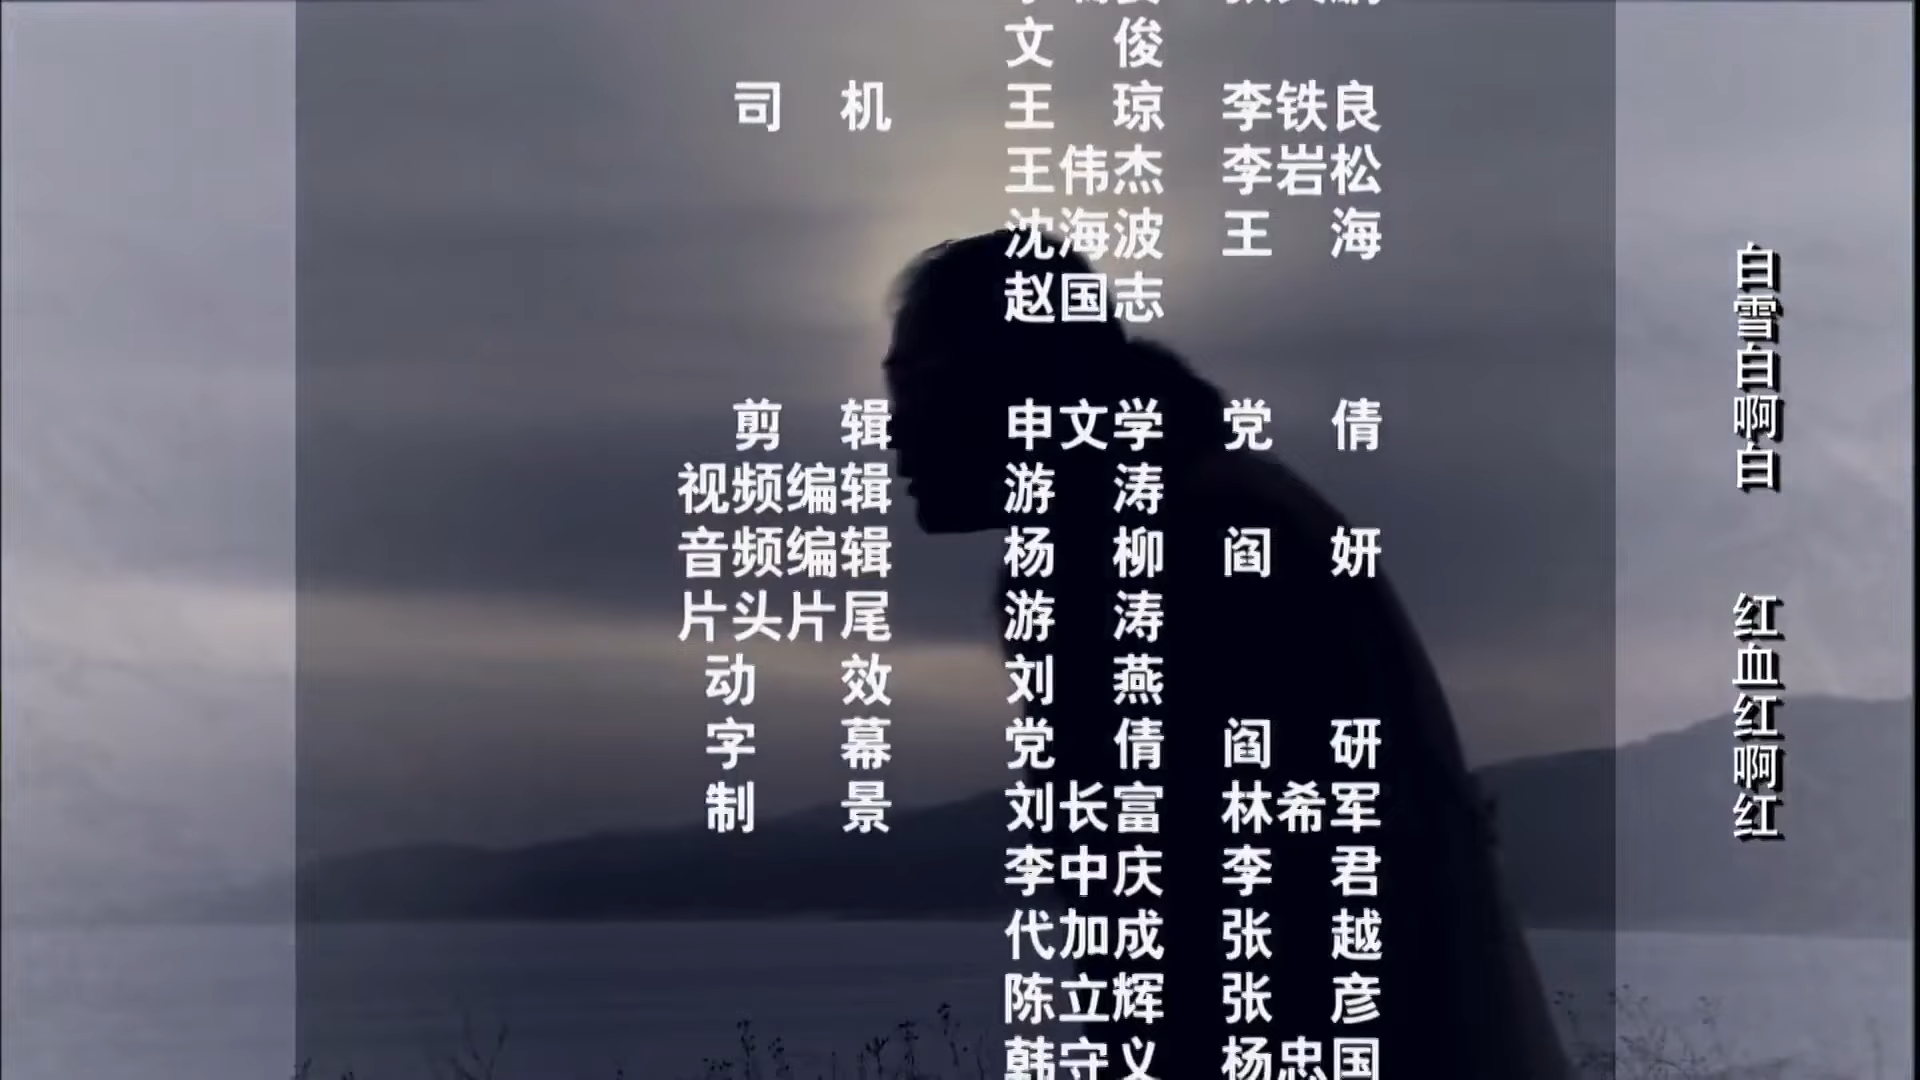 文 俊
司 机 王 琼 李铁良
王伟杰 李岩松
沈海波 王 海
赵国志
剪 辑 申文学 党 倩
视频编辑 游 涛
音频编辑 杨 柳 阎 妍
片头片尾 游 涛
动 效 刘 燕
字 幕 党 倩 阎 研
制 景 刘长富 林希军
李中庆 李 君
代加成 张 越
陈立辉 张 彦
韩守义 杨忠国
白雪白啊白 红血红啊红